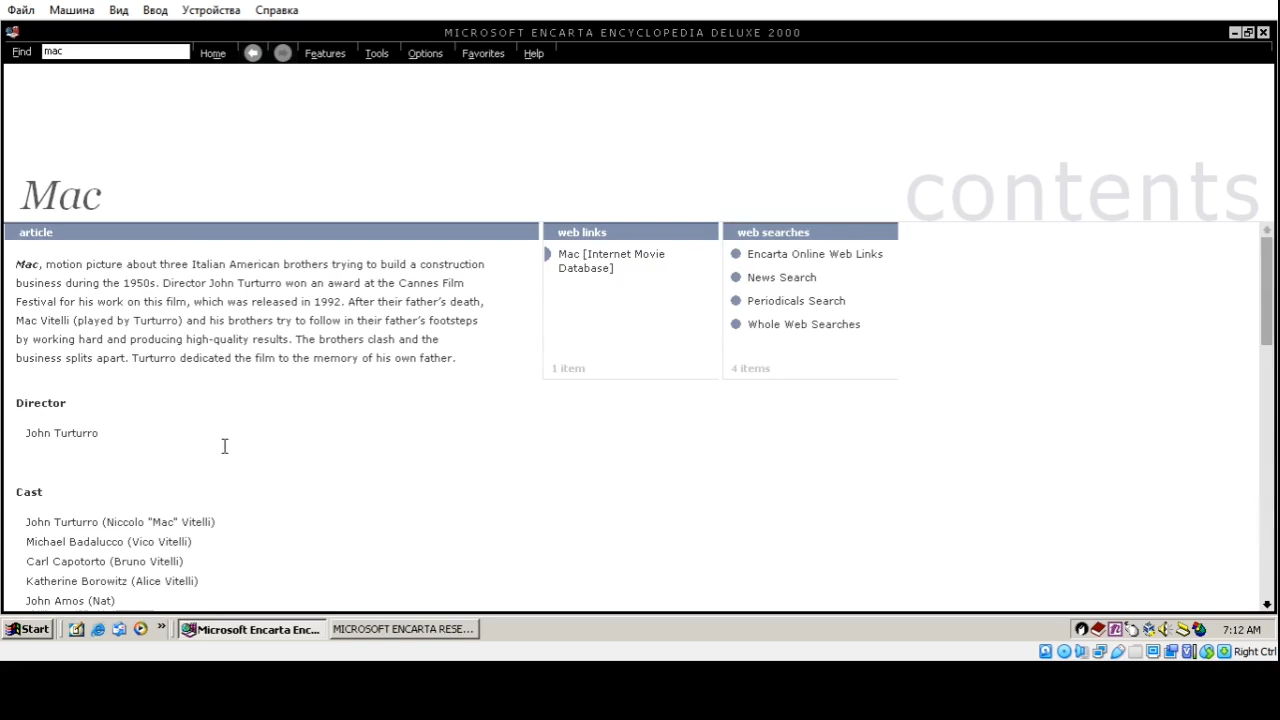 Файл Машина Вид Ввод Устройства Справка
MICROSOFT ENCARTA ENCYCLOPEDIA DELUXE 2000
Find mac Home Features Tools Options Favorites Help
contents
Mac
article web links web searches
Mac, motion picture about three Italian American brothers trying to build a construction
business during the 1950s. Director John Turturro won an award at the Cannes Film
Festival for his work on this film, which was released in 1992. After their father’s death,
Mac Vitelli (played by Turturro) and his brothers try to follow in their father’s footsteps
by working hard and producing high-quality results. The brothers clash and the
business splits apart. Turturro dedicated the film to the memory of his own father.
Director
John Turturro
Cast
John Turturro (Niccolo "Mac" Vitelli)
Michael Badalucco (Vico Vitelli)
Carl Capotorto (Bruno Vitelli)
Katherine Borowitz (Alice Vitelli)
John Amos (Nat)
Mac [Internet Movie
Database]
1 item
Encarta Online Web Links
News Search
Periodicals Search
Whole Web Searches
4 items
Start » Microsoft Encarta Enc... MICROSOFT ENCARTA RESE... 7:12 AM
Right Ctrl